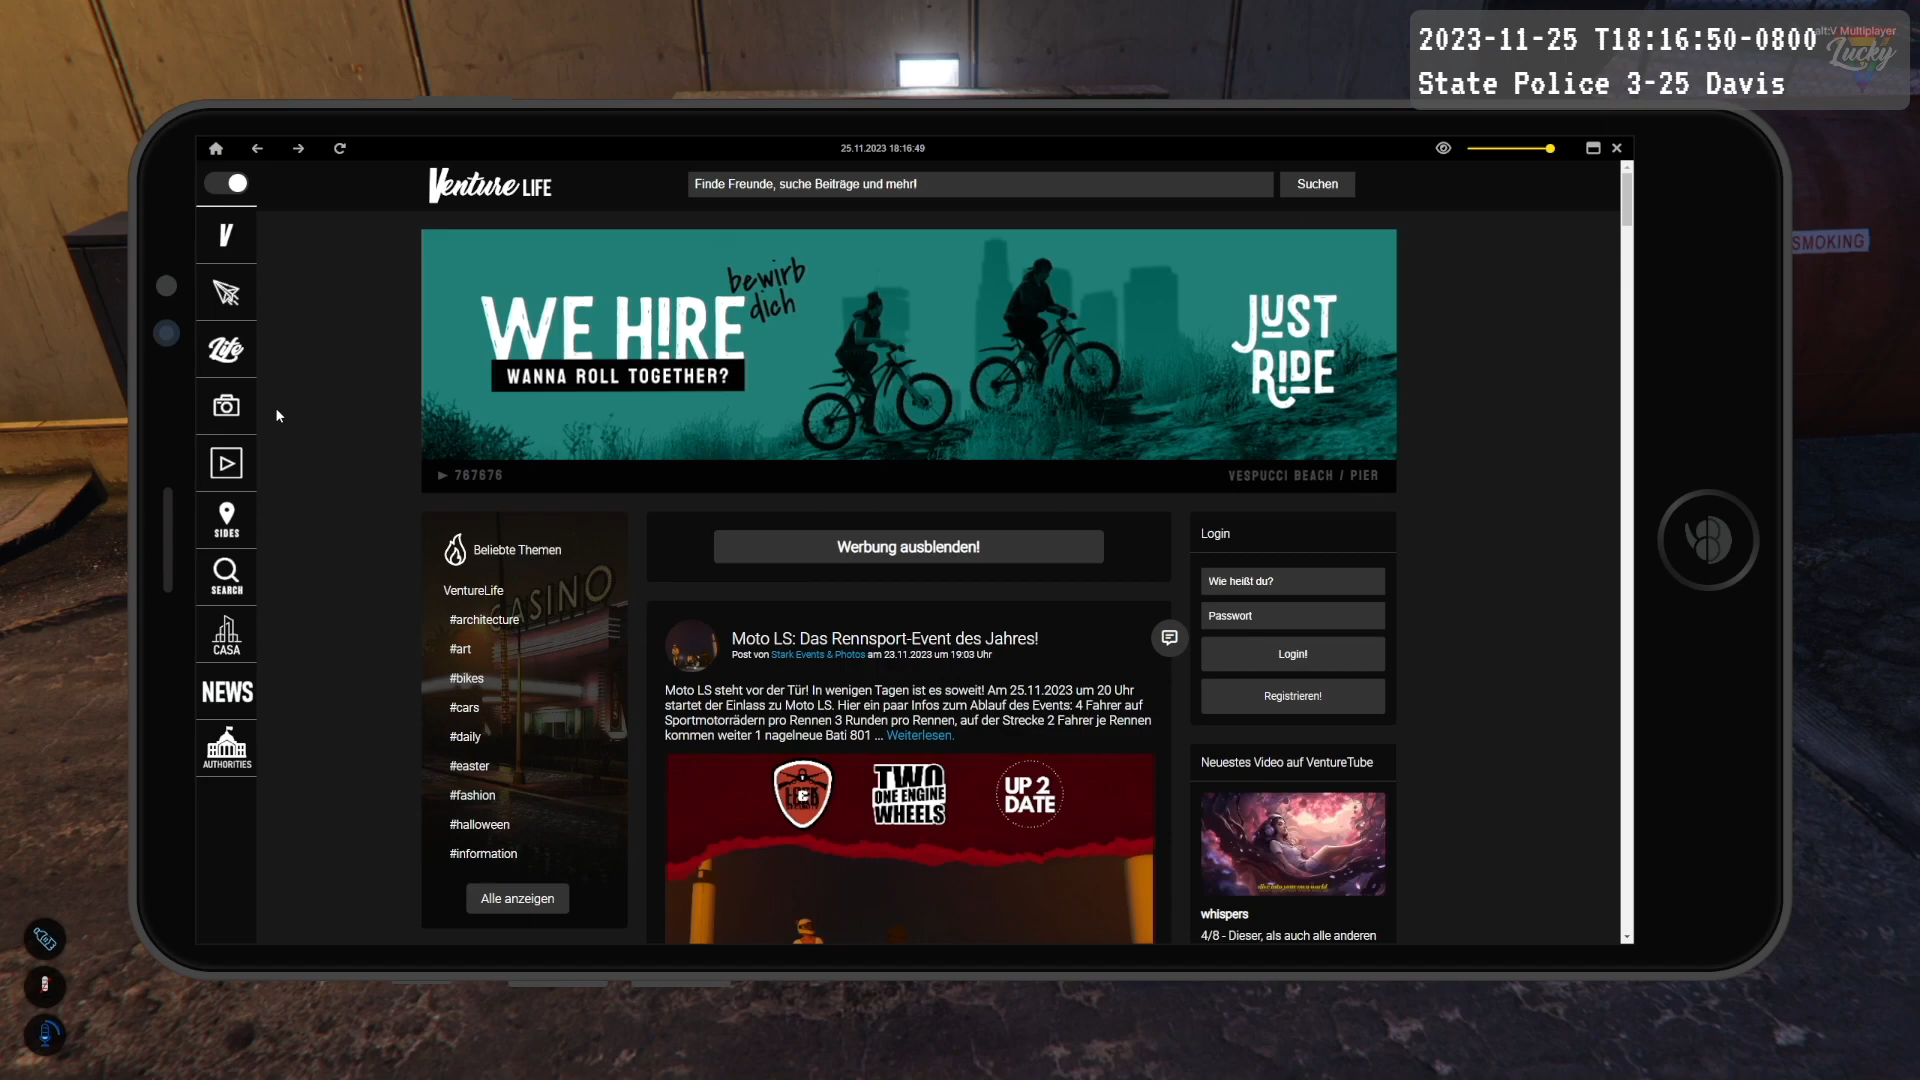 2023-11-25 T18:16:50-0800
alt:V Multiplayer
Lucky
State Police 3-25 Davis
25.11.2023 18:16:49
Venture LIFE
Finde Freunde, suche Beiträge und mehr!
Suchen
V
Life
SIDES
SEARCH
CASA
NEWS
AUTHORITIES
SMOKING
WE H!RE
bewirb
dich
WANNA ROLL TOGETHER?
JUST
RIDE
767676
VESPUCCI BEACH / PIER
Beliebte Themen
CASINO
VentureLife
#architecture
#art
#bikes
#cars
#daily
#easter
#fashion
#halloween
#information
Alle anzeigen
Werbung ausblenden!
Moto LS: Das Rennsport-Event des Jahres!
Post von Stark Events & Photos am 23.11.2023 um 19:03 Uhr
Moto LS steht vor der Tür! In wenigen Tagen ist es soweit! Am 25.11.2023 um 20 Uhr
startet der Einlass zu Moto LS. Hier ein paar Infos zum Ablauf des Events: 4 Fahrer auf
Sportmotorrädern pro Rennen 3 Runden pro Rennen, auf der Strecke 2 Fahrer je Rennen
kommen weiter 1 nagelneue Bati 801 ... Weiterlesen.
TWO
ONE ENGINE
WHEELS
UP 2
DATE
Login
Wie heißt du?
Passwort
Login!
Registrieren!
Neuestes Video auf VentureTube
whispers
4/8 - Dieser, als auch alle anderen